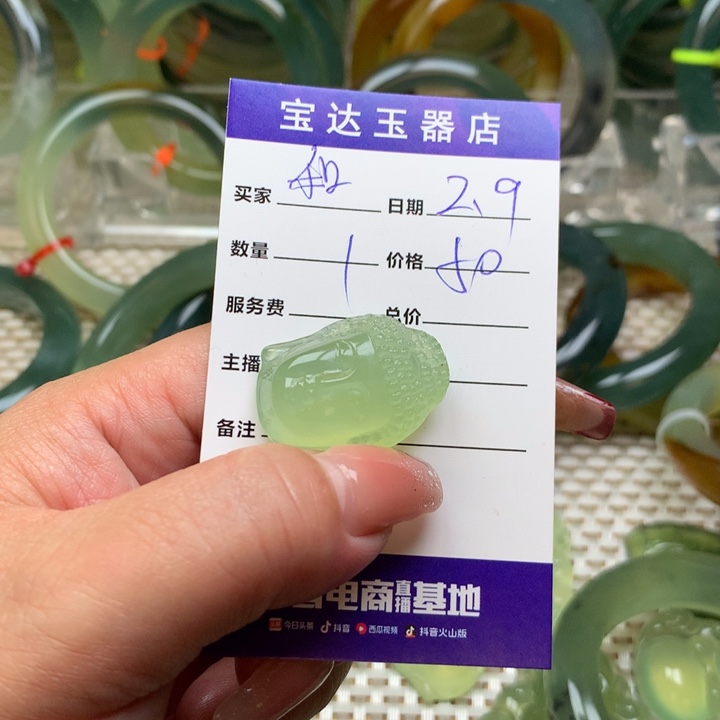 宝达玉器店
买家 和 日期 2、9
数量 1 价格 50
服务费 总价
主播
备注
电商直播基地
今日头条 抖音 西瓜视频 抖音火山版